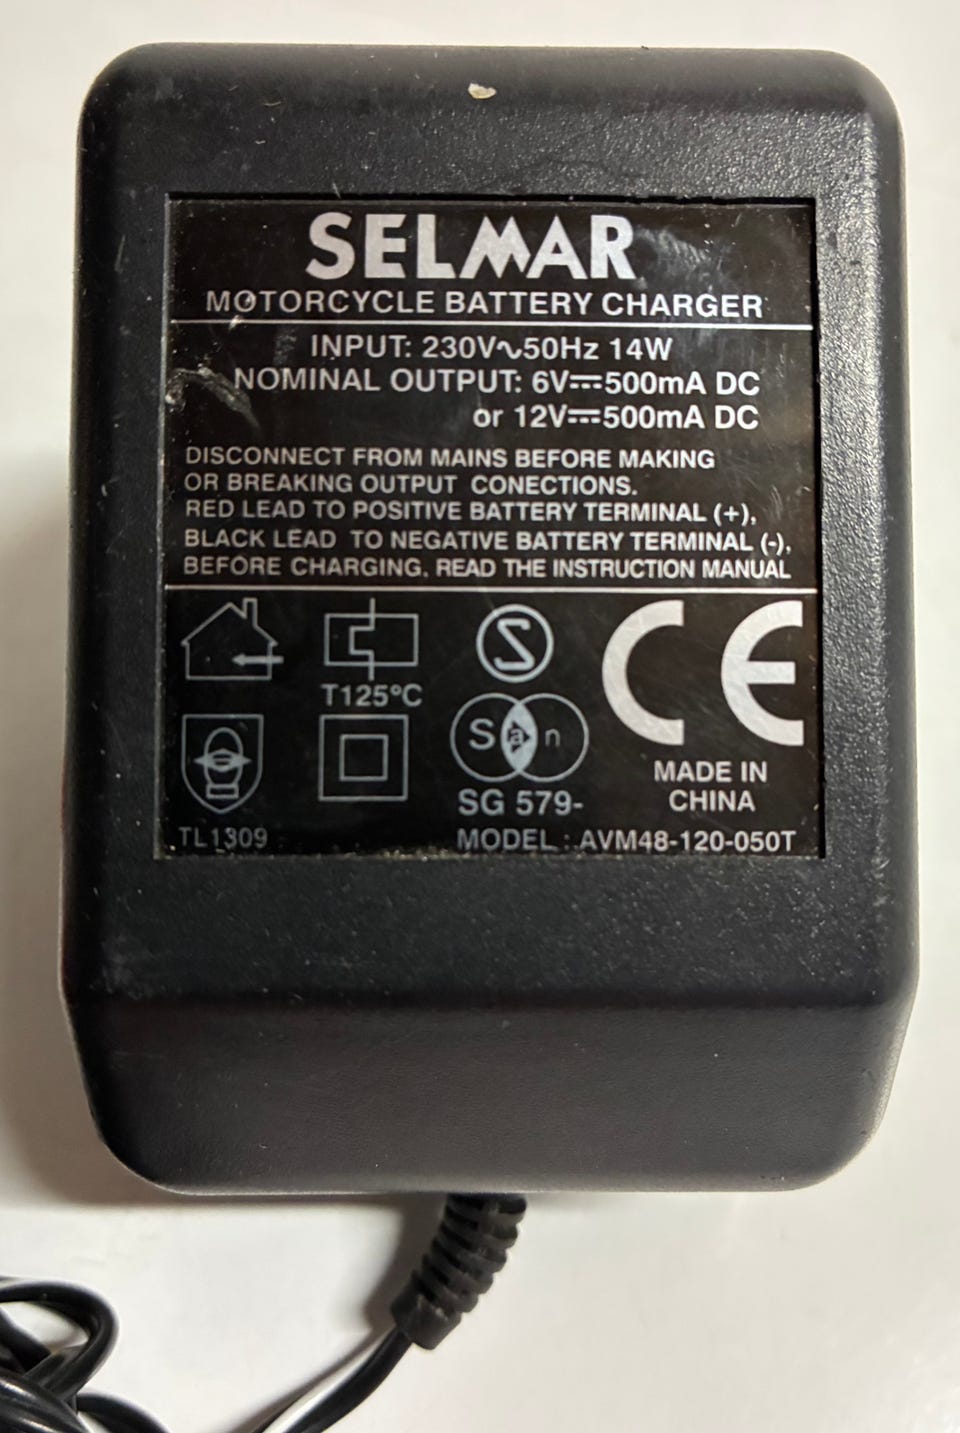 SELMAR
MOTORCYCLE BATTERY CHARGER
INPUT: 230V∿50Hz 14W
NOMINAL OUTPUT: 6V⎓500mA DC
or 12V⎓500mA DC
DISCONNECT FROM MAINS BEFORE MAKING
OR BREAKING OUTPUT CONECTIONS.
RED LEAD TO POSITIVE BATTERY TERMINAL (+),
BLACK LEAD TO NEGATIVE BATTERY TERMINAL (-).
BEFORE CHARGING, READ THE INSTRUCTION MANUAL
S
CE
T125°C
San
MADE IN
CHINA
SG 579-
TL1309
MODEL : AVM48-120-050T